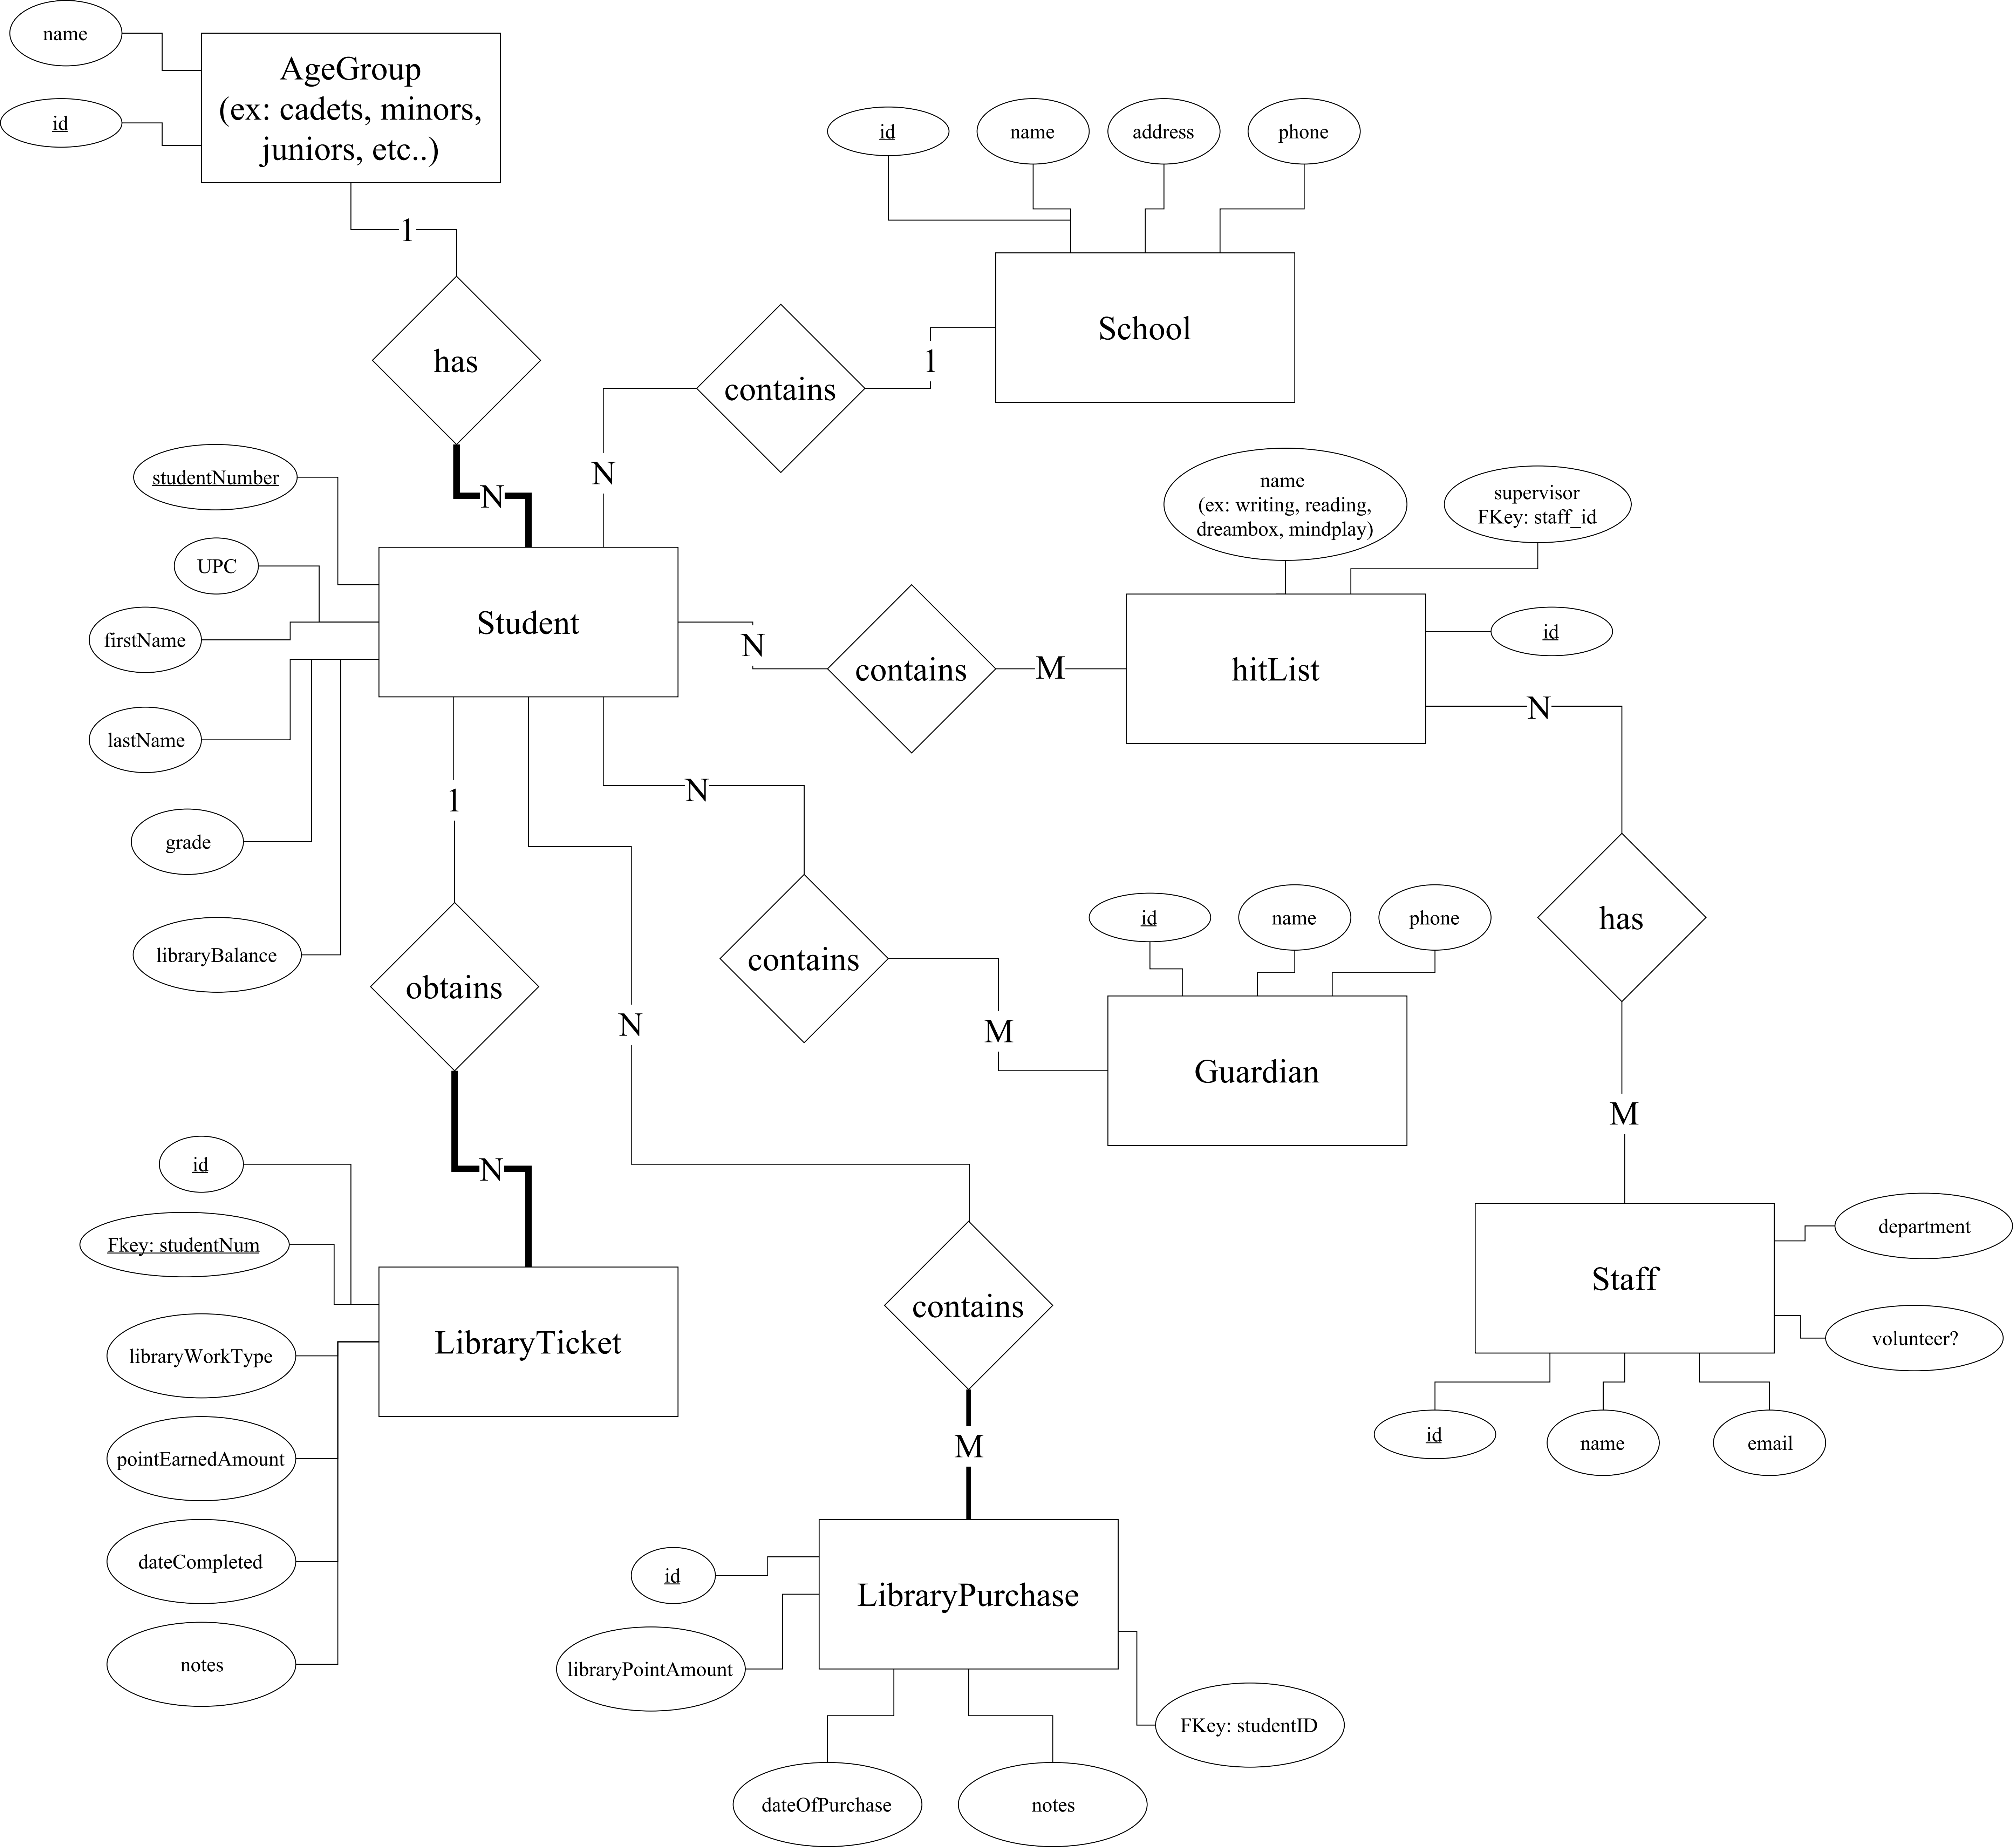 name
id
AgeGroup
(ex: cadets, minors,
juniors, etc..)
1
has
N
id
name
address
phone
School
contains
1
N
studentNumber
UPC
firstName
lastName
grade
libraryBalance
Student
N
contains
M
name
(ex: writing, reading,
dreambox, mindplay)
supervisor
FKey: staff_id
id
hitList
N
has
M
N
contains
M
id
name
phone
Guardian
1
obtains
N
id
Fkey: studentNum
libraryWorkType
pointEarnedAmount
dateCompleted
notes
LibraryTicket
N
contains
M
Staff
department
volunteer?
id
name
email
id
libraryPointAmount
LibraryPurchase
FKey: studentID
dateOfPurchase
notes